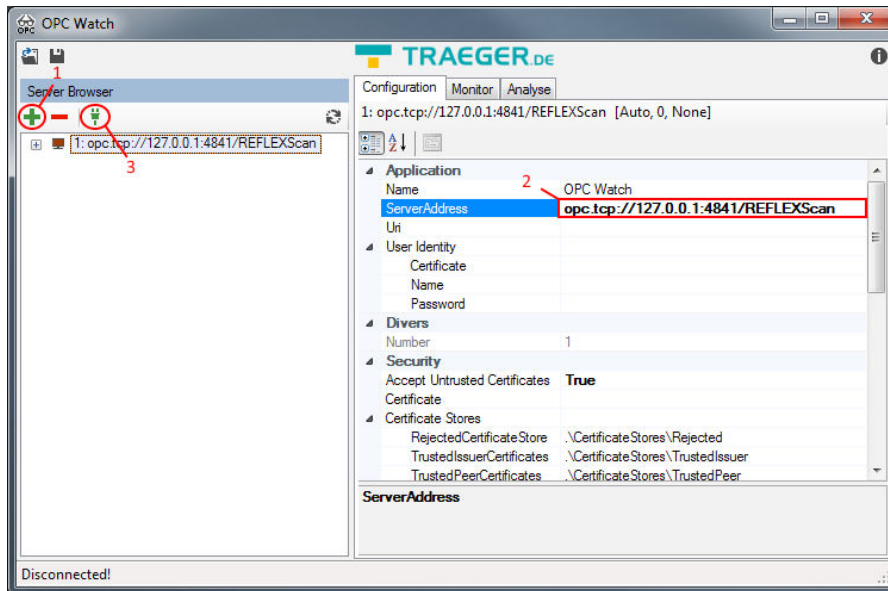 OPC Watch
OPC
TRAEGER.DE
1
Server Browser
3
1: opc.tcp://127.0.0.1:4841/REFLEXScan
Configuration Monitor Analyse
1: opc.tcp://127.0.0.1:4841/REFLEXScan [Auto, 0, None]
Application
2
Name OPC Watch
ServerAddress opc.tcp://127.0.0.1:4841/REFLEXScan
Uri
User Identity
Certificate
Name
Password
Divers
Number 1
Security
Accept Untrusted Certificates True
Certificate
Certificate Stores
RejectedCertificateStore .\CertificateStores\Rejected
TrustedIssuerCertificates .\CertificateStores\TrustedIssuer
TrustedPeerCertificates .\CertificateStores\TrustedPeer
ServerAddress
Disconnected!